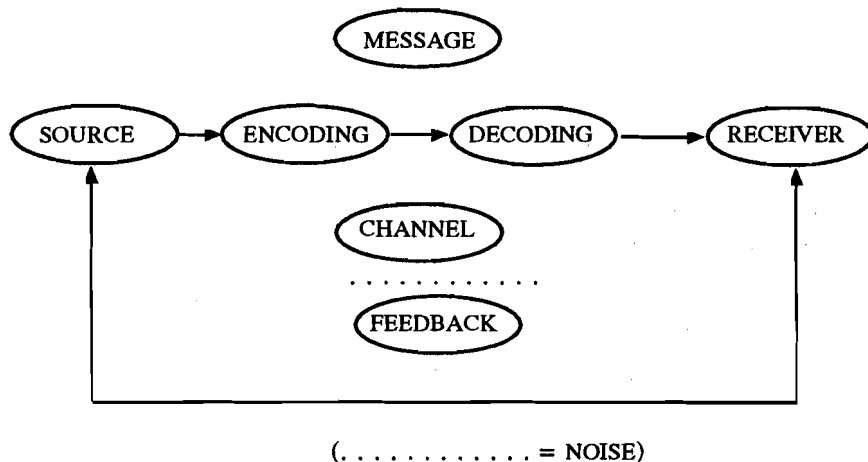 MESSAGE
SOURCE
ENCODING
DECODING
RECEIVER
CHANNEL
. . . . . . . . . . . .
FEEDBACK
(. . . . . . . . . . . . = NOISE)